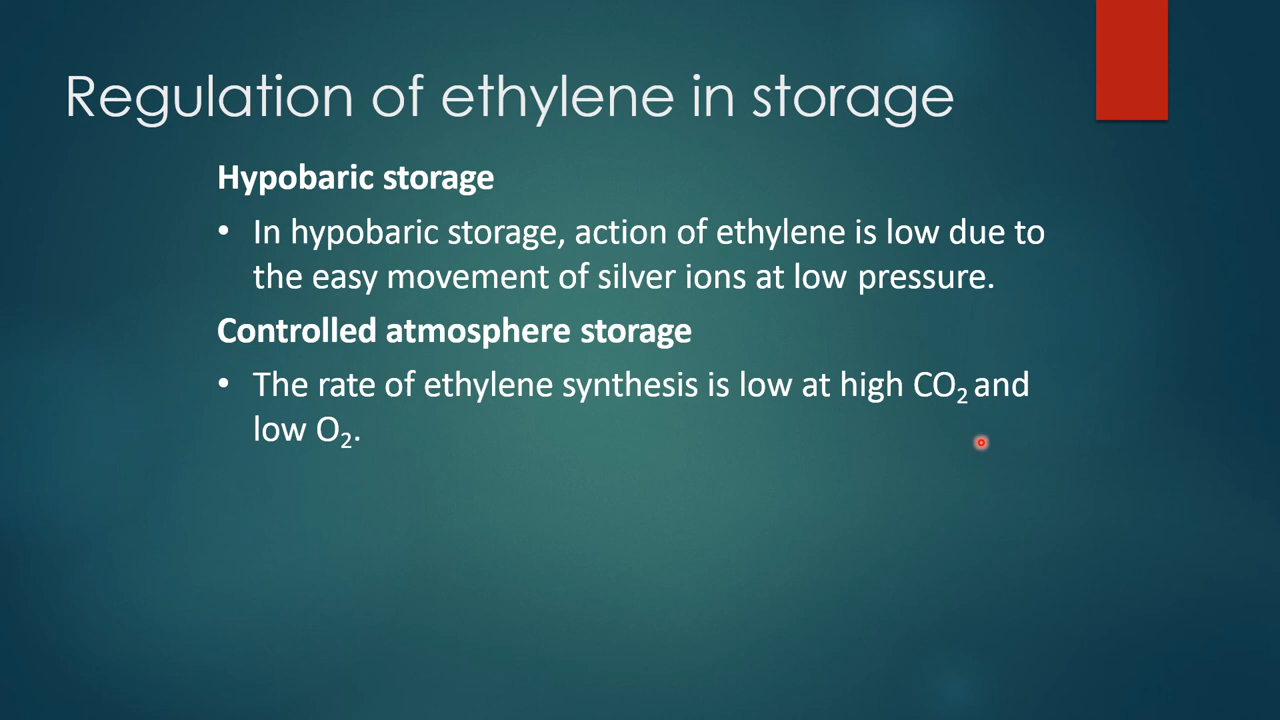 Regulation of ethylene in storage
Hypobaric storage
• In hypobaric storage, action of ethylene is low due to
the easy movement of silver ions at low pressure.
Controlled atmosphere storage
• The rate of ethylene synthesis is low at high CO₂ and
low O₂.